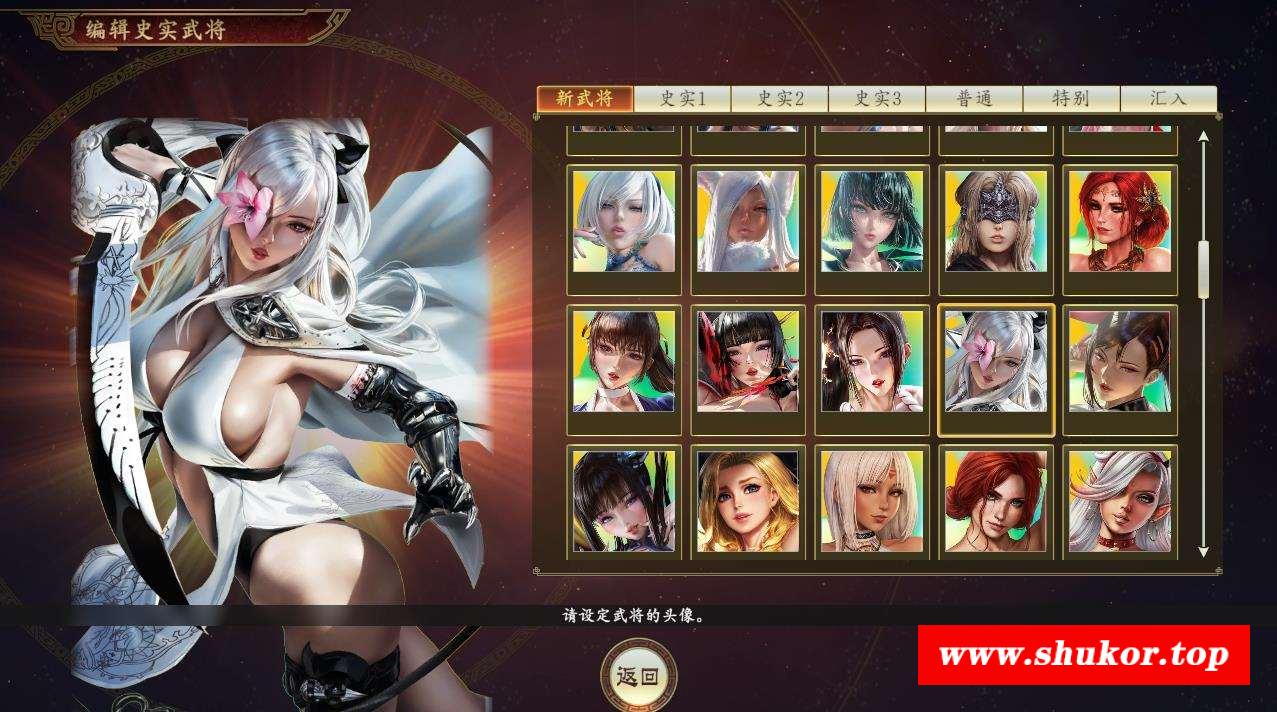 编辑史实武将
新武将 史实1 史实2 史实3 普通 特别 汇入
请设定武将的头像。
返回
www.shukor.top